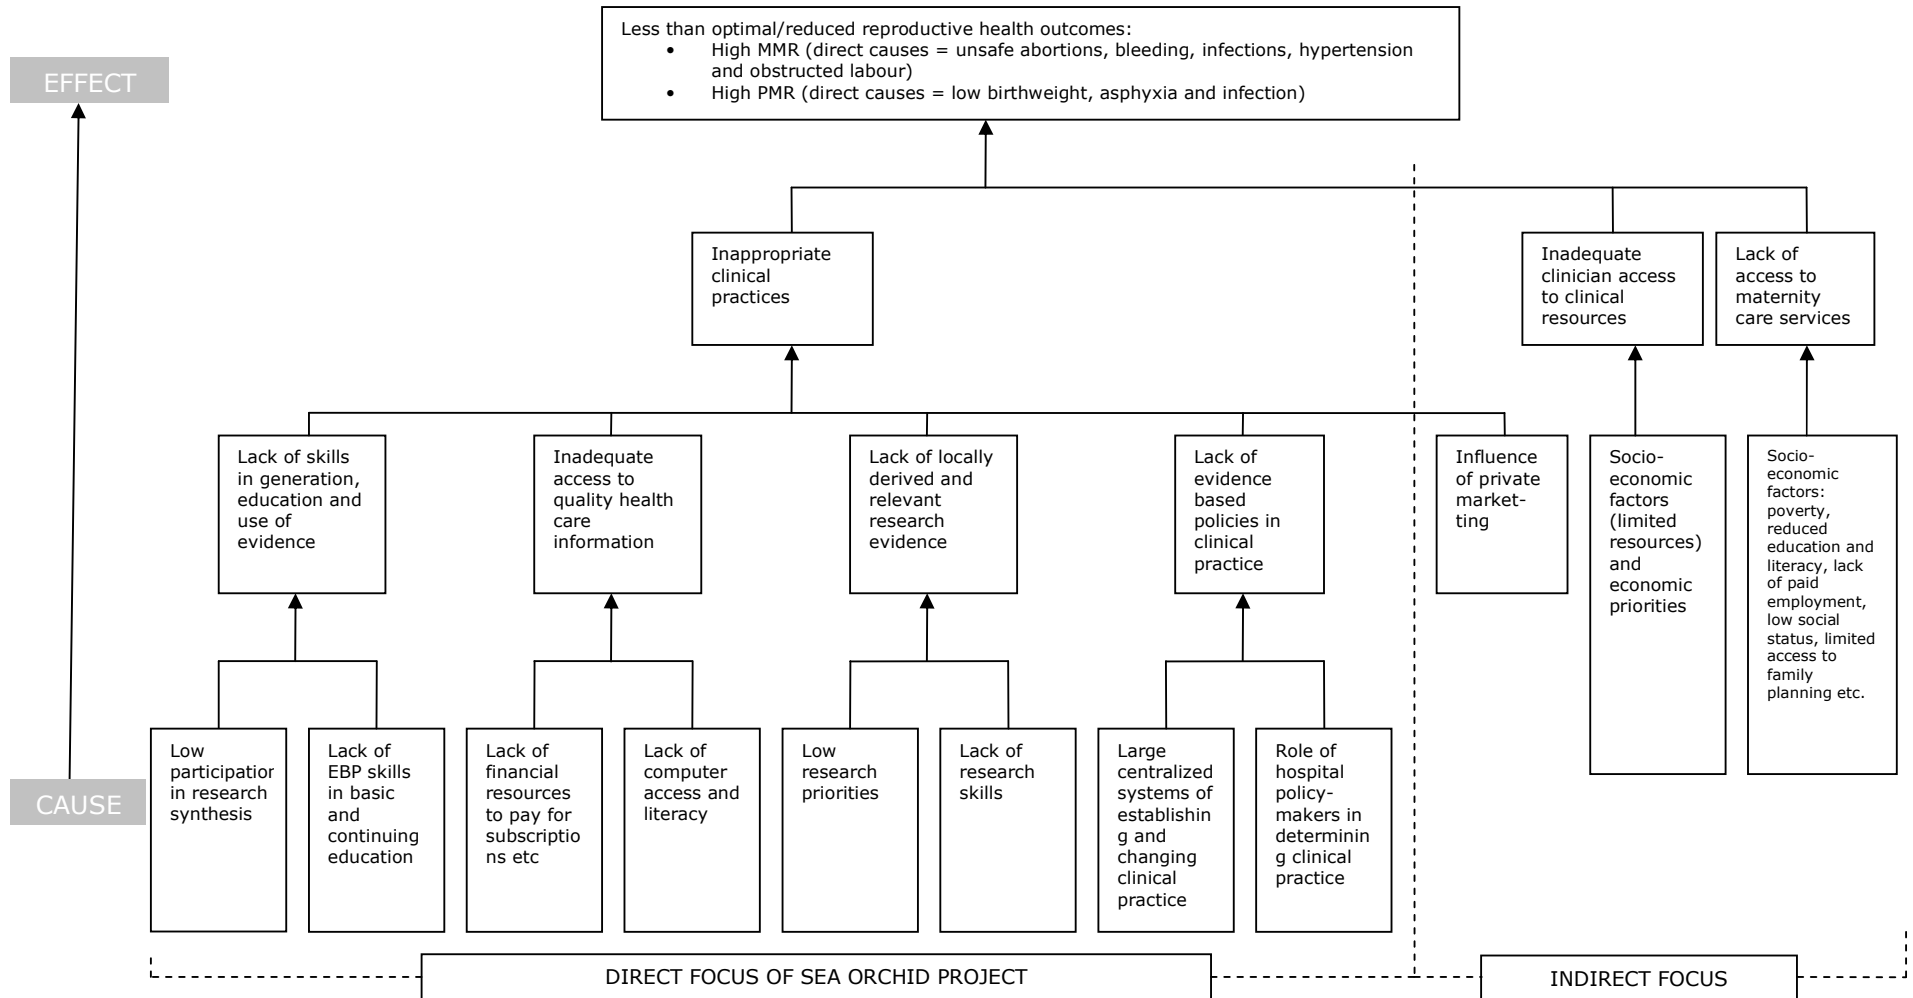 Less than optimal/reduced reproductive health outcomes:
• High MMR (direct causes = unsafe abortions, bleeding, infections, hypertension
and obstructed labour)
• High PMR (direct causes = low birthweight, asphyxia and infection)
EFFECT
Inappropriate
clinical
practices
Inadequate
clinician access
to clinical
resources
Lack of
access to
maternity
care services
Lack of skills
in generation,
education and
use of
evidence
Inadequate
access to
quality health
care
information
Lack of locally
derived and
relevant
research
evidence
Lack of
evidence
based
policies in
clinical
practice
Influence
of private
market-
ting
Socio-
economic
factors
(limited
resources)
and
economic
priorities
Socio-
economic
factors:
poverty,
reduced
education and
literacy, lack
of paid
employment,
low social
status, limited
access to
family
planning etc.
CAUSE
Low
participation
in research
synthesis
Lack of
EBP skills
in basic
and
continuing
education
Lack of
financial
resources
to pay for
subscriptio
ns etc
Lack of
computer
access and
literacy
Low
research
priorities
Lack of
research
skills
Large
centralized
systems of
establishin
g and
changing
clinical
practice
Role of
hospital
policy-
makers in
determinin
g clinical
practice
DIRECT FOCUS OF SEA ORCHID PROJECT
INDIRECT FOCUS